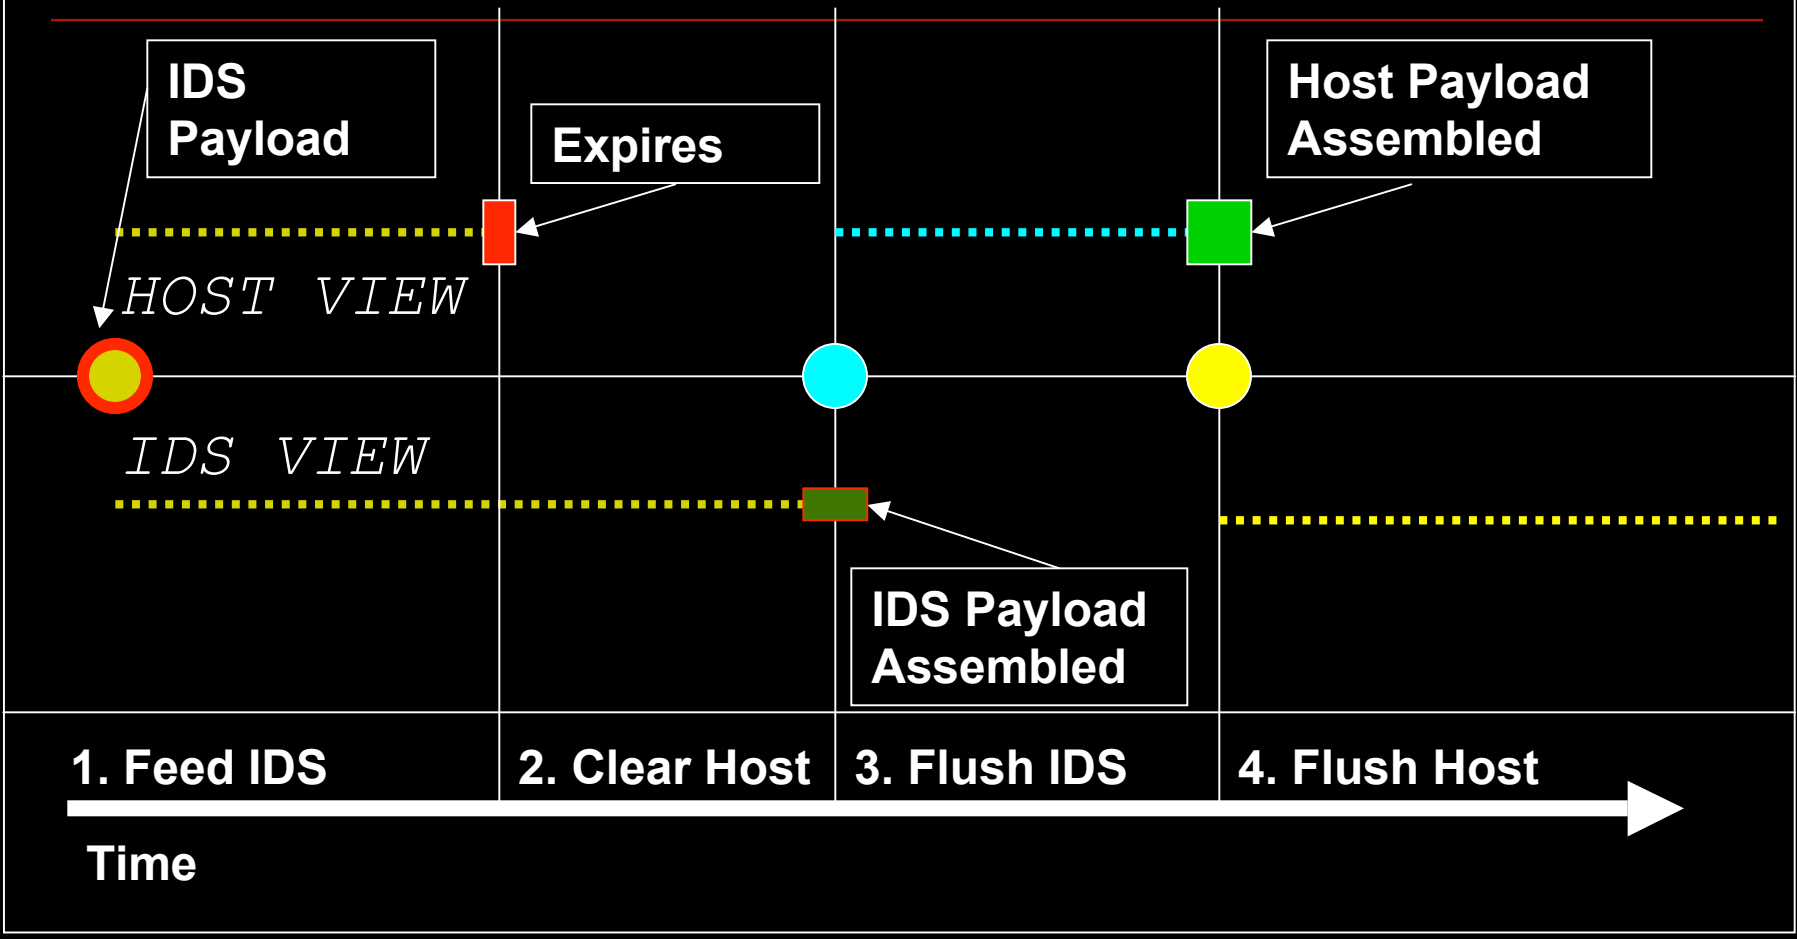 IDS
Payload
Expires
Host Payload
Assembled
HOST VIEW
IDS VIEW
IDS Payload
Assembled
1. Feed IDS
2. Clear Host
3. Flush IDS
4. Flush Host
Time